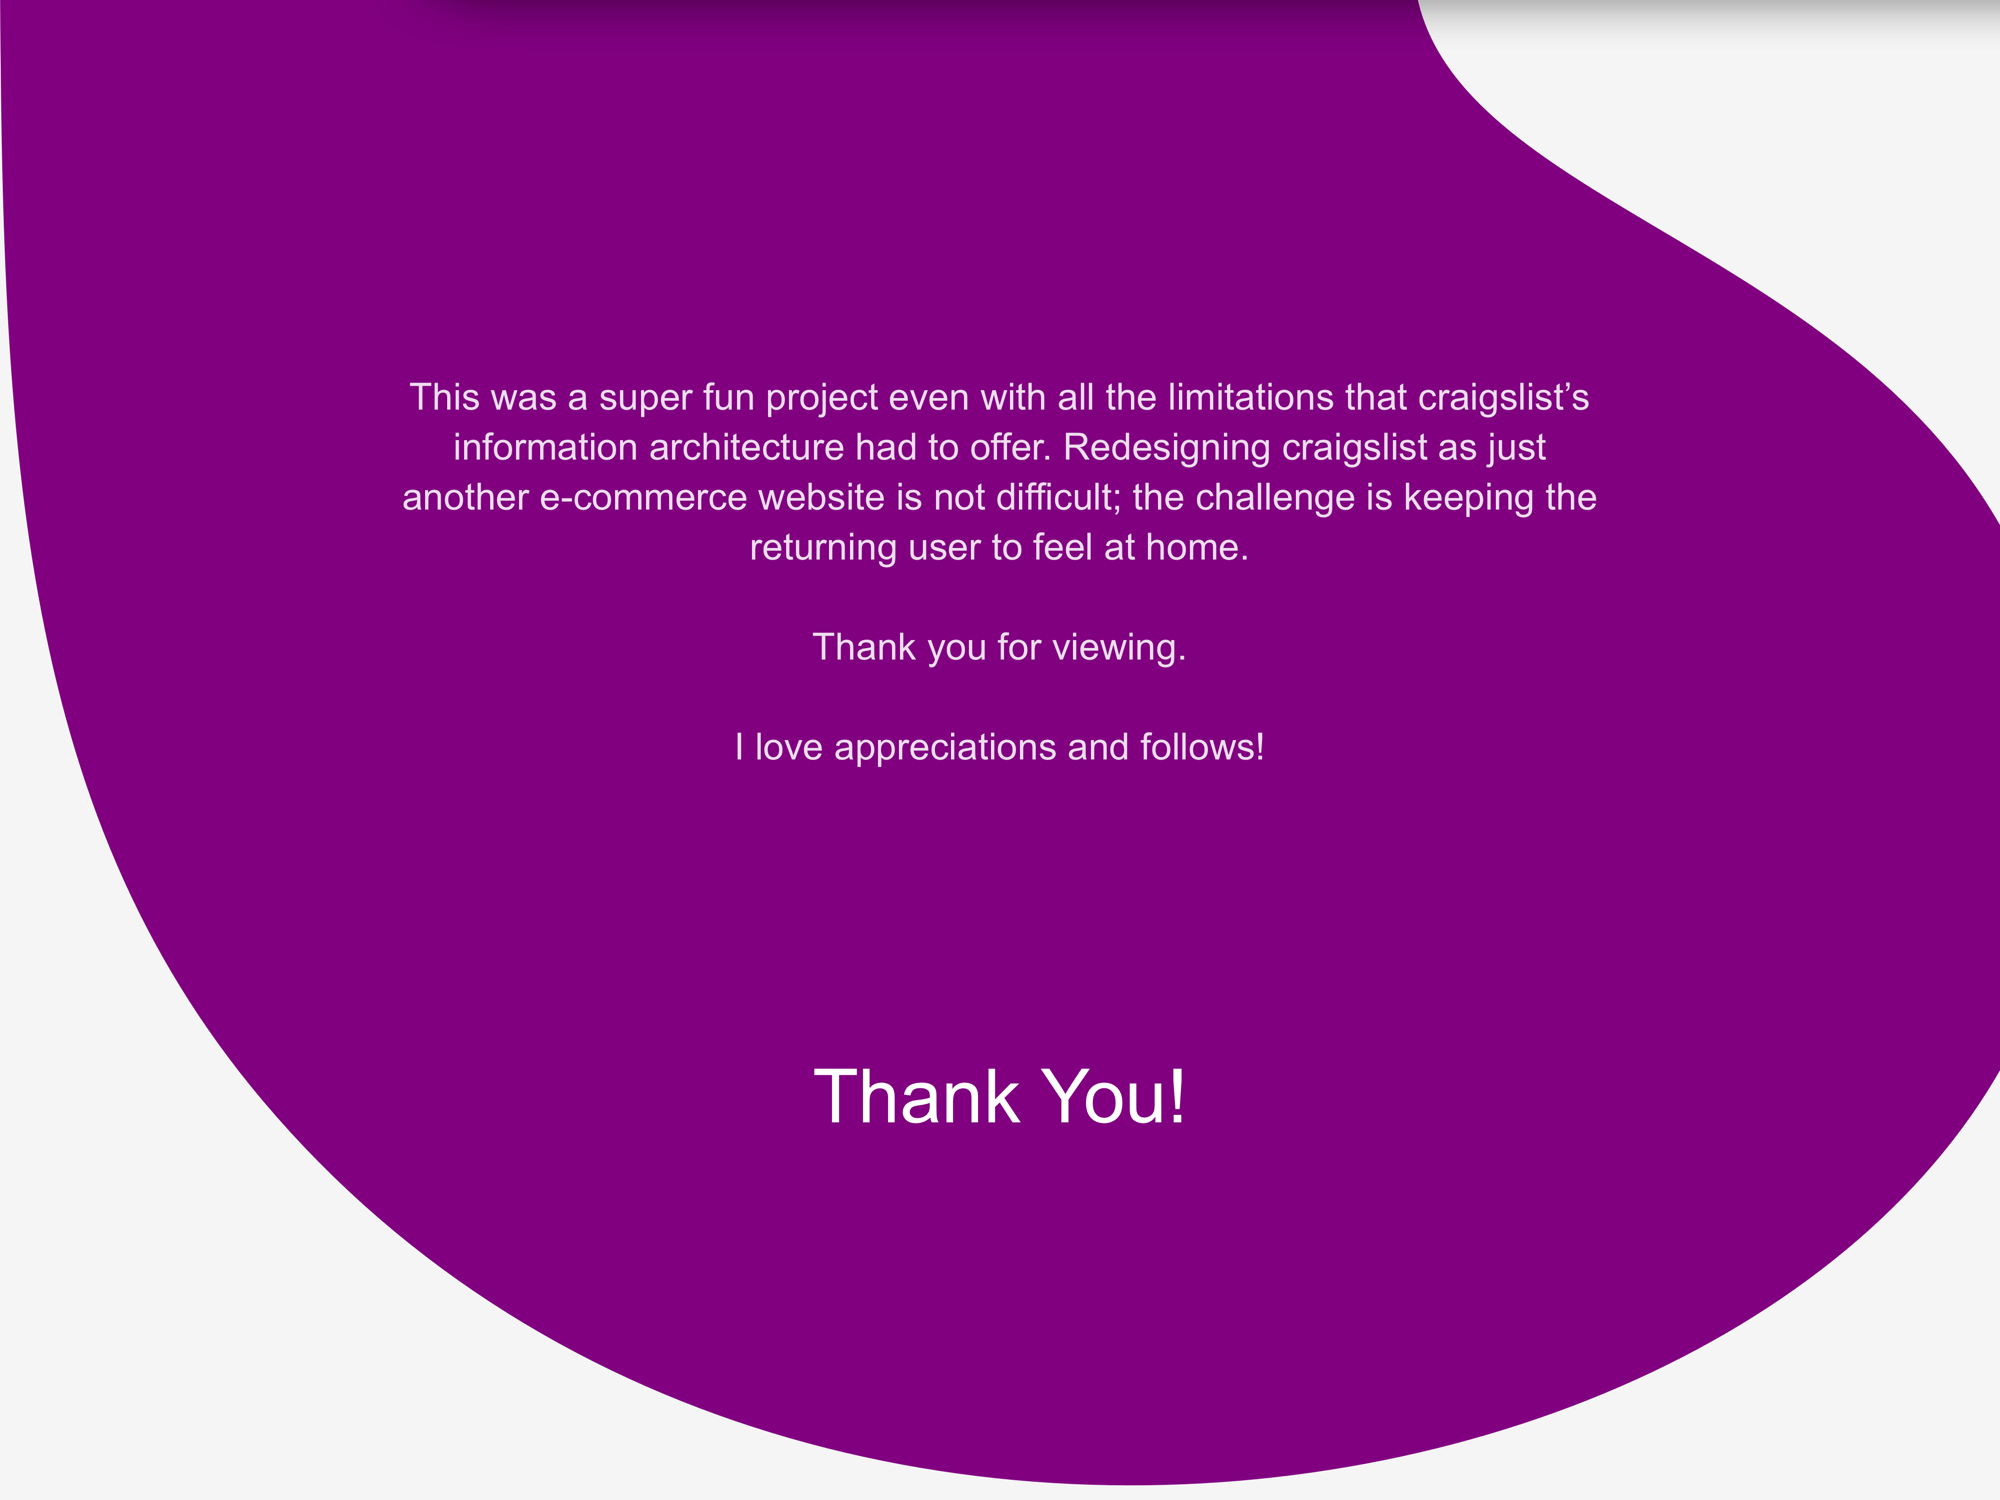 This was a super fun project even with all the limitations that craigslist’s
information architecture had to offer. Redesigning craigslist as just
another e-commerce website is not difficult; the challenge is keeping the
returning user to feel at home.
Thank you for viewing.
I love appreciations and follows!
Thank You!